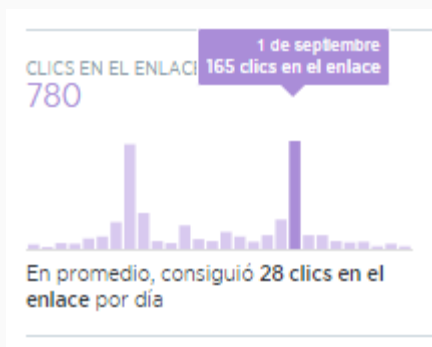 1 de septiembre
CLICS EN EL ENLACE 165 clics en el enlace
780
En promedio, consiguió 28 clics en el
enlace por día